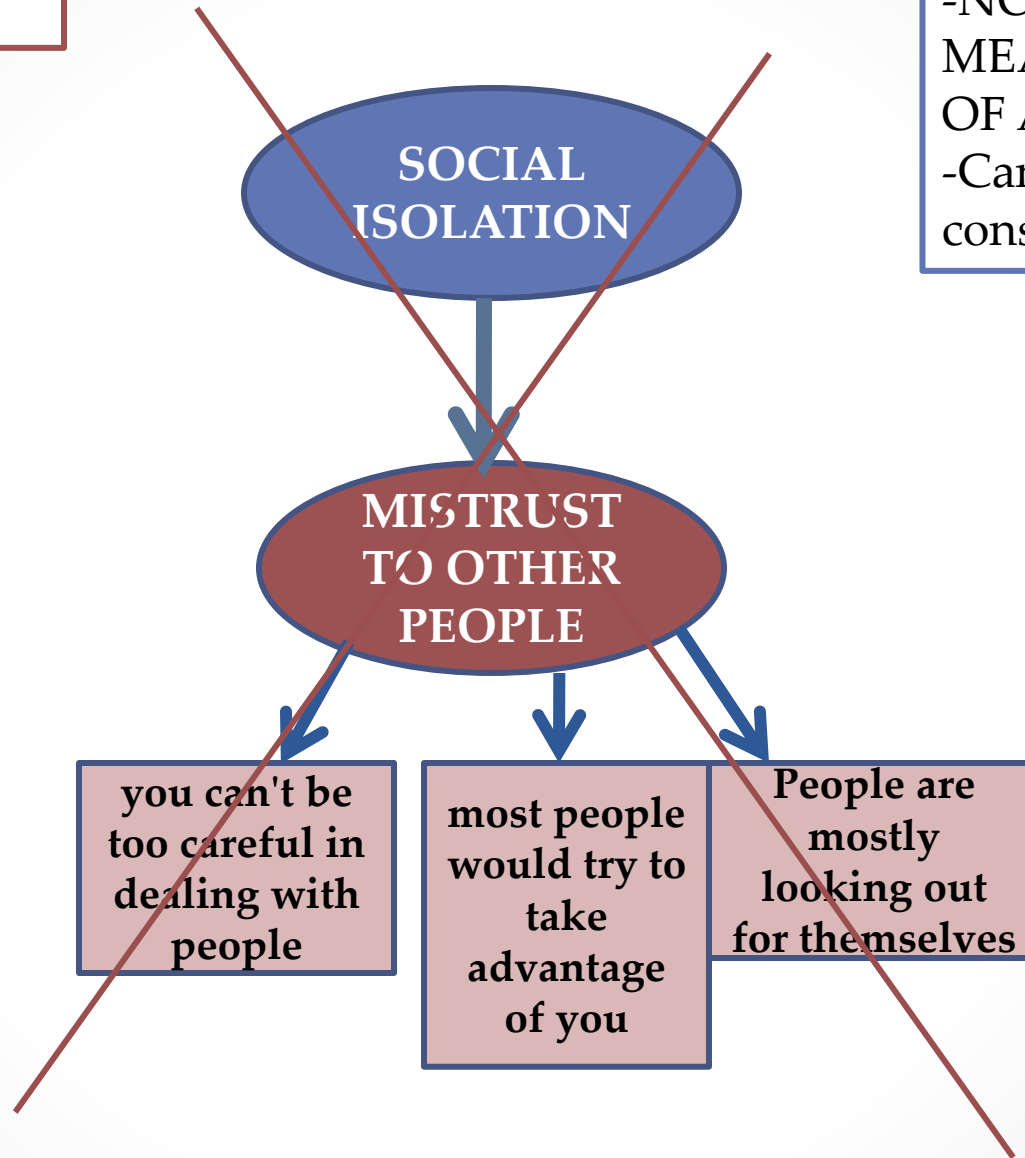 MEA
OF A
-Can
cons
SOCIAL
ISOLATION
MISTRUST
TO OTHER
PEOPLE
you can't be
too careful in
dealing with
people
most people
would try to
take
advantage
of you
People are
mostly
looking out
for themselves